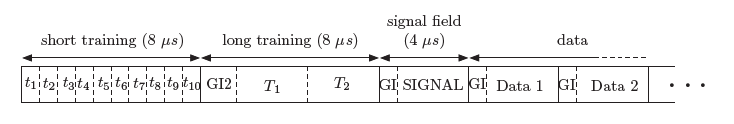 signal field
short training (8 μs) long training (8 μs) (4 μs) data
t1 t2 t3 t4 t5 t6 t7 t8 t9 t10 GI2 T1 T2 GI SIGNAL GI Data 1 GI Data 2 • • •